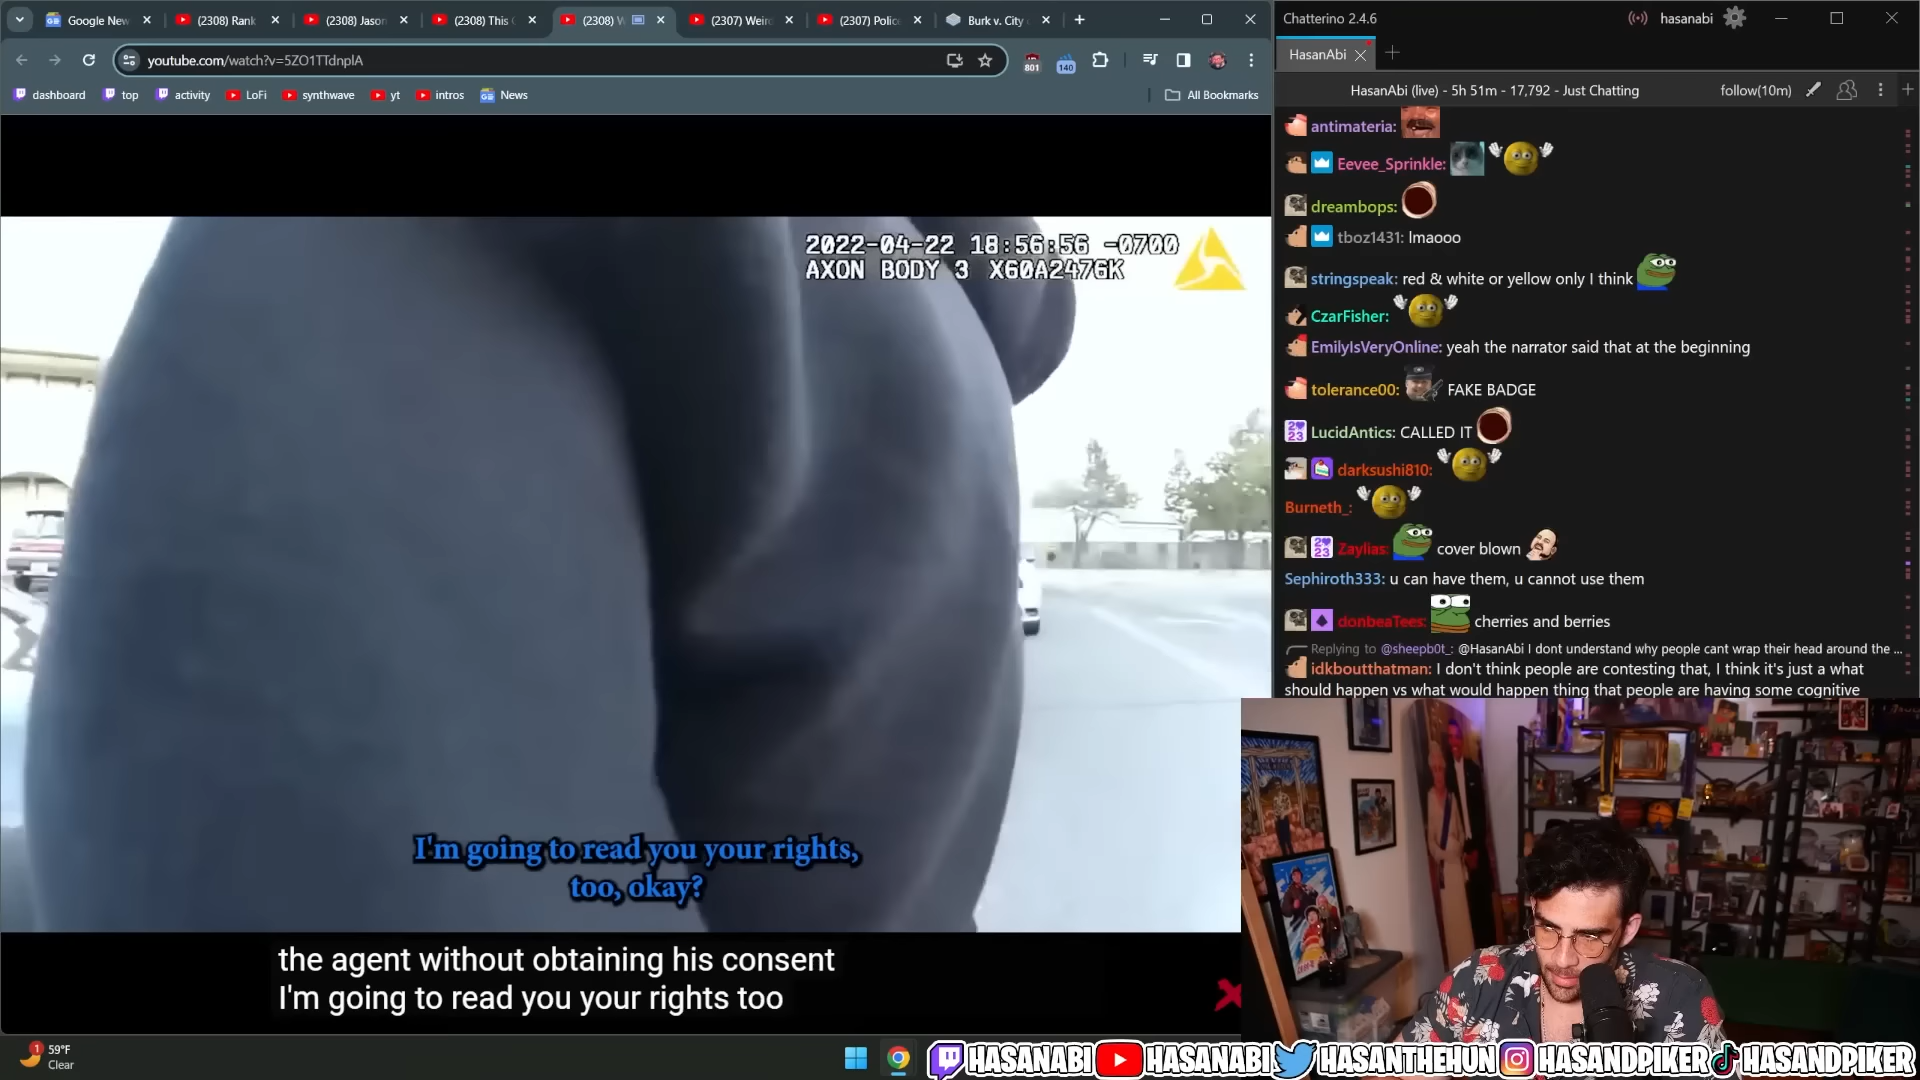 Google New
(2308) Rank
(2308) Jason
(2308) This
(2308)
(2307) Weird
(2307) Police
Burk v. City
youtube.com/watch?v=5ZO1TTdnplA
801
140
dashboard
top
activity
LoFi
synthwave
yt
intros
News
All Bookmarks
2022-04-22 18:56:56 -0700
AXON BODY 3 X60A2476K
I'm going to read you your rights,
too, okay?
the agent without obtaining his consent
I'm going to read you your rights too
Chatterino 2.4.6
hasanabi
HasanAbi
HasanAbi (live) - 5h 51m - 17,792 - Just Chatting
follow(10m)
antimateria:
Eevee_Sprinkle:
dreambops:
tboz1431: lmaooo
stringspeak: red & white or yellow only I think
CzarFisher:
EmilyIsVeryOnline: yeah the narrator said that at the beginning
tolerance00: FAKE BADGE
LucidAntics: CALLED IT
darksushi810:
Burneth_:
Zaylias: cover blown
Sephiroth333: u can have them, u cannot use them
donbeaTees: cherries and berries
Replying to @sheepb0t_: @HasanAbi I dont understand why people cant wrap their head around the ...
idkboutthatman: I don't think people are contesting that, I think it's just a what
should happen vs what would happen thing that people are having some cognitive
1
59°F
Clear
HASANABI
HASANABI
HASANTHEHUN
HASANDPIKER
HASANDPIKER